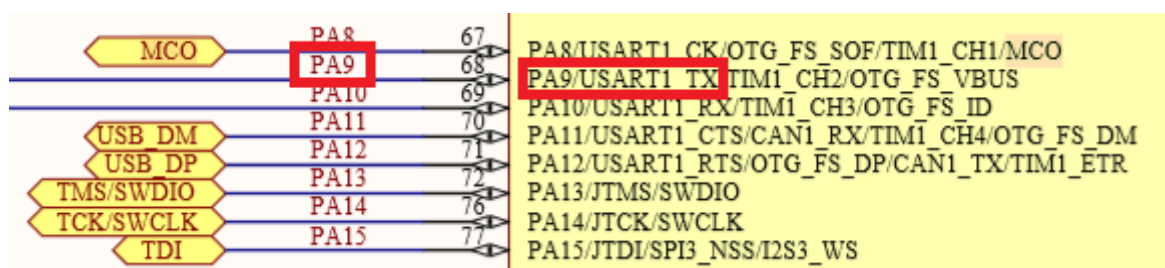 MCO PA8 67 PA8/USART1_CK/OTG_FS_SOF/TIM1_CH1/MCO
PA9 68 PA9/USART1_TX/TIM1_CH2/OTG_FS_VBUS
PA10 69 PA10/USART1_RX/TIM1_CH3/OTG_FS_ID
USB_DM PA11 70 PA11/USART1_CTS/CAN1_RX/TIM1_CH4/OTG_FS_DM
USB_DP PA12 71 PA12/USART1_RTS/OTG_FS_DP/CAN1_TX/TIM1_ETR
TMS/SWDIO PA13 72 PA13/JTMS/SWDIO
TCK/SWCLK PA14 76 PA14/JTCK/SWCLK
TDI PA15 77 PA15/JTDI/SPI3_NSS/I2S3_WS